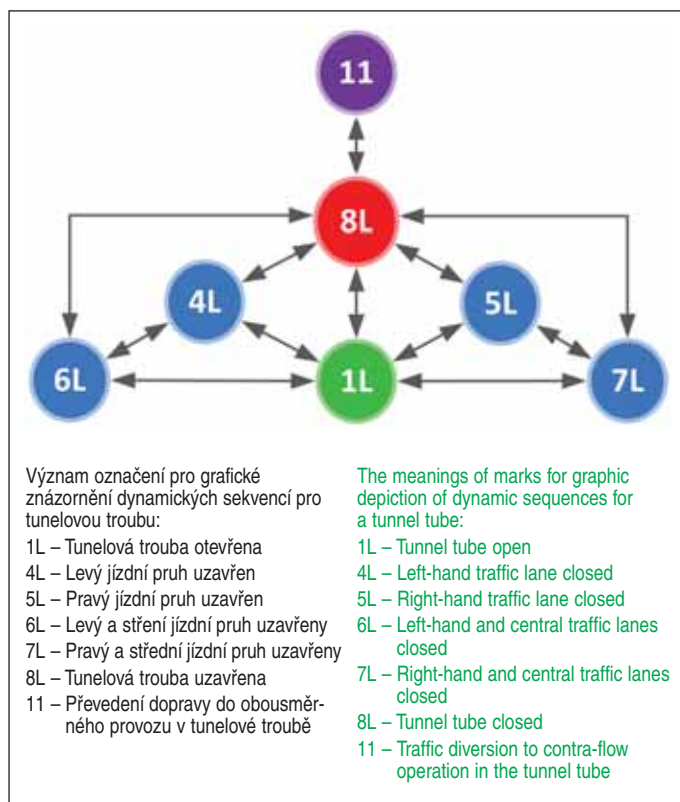 11
8L
4L
5L
6L
1L
7L
Význam označení pro grafické
znázornění dynamických sekvencí pro
tunelovou troubu:
1L – Tunelová trouba otevřena
4L – Levý jízdní pruh uzavřen
5L – Pravý jízdní pruh uzavřen
6L – Levý a stření jízdní pruh uzavřeny
7L – Pravý a střední jízdní pruh uzavřeny
8L – Tunelová trouba uzavřena
11 – Převedení dopravy do obousměr-
ného provozu v tunelové troubě
The meanings of marks for graphic
depiction of dynamic sequences for
a tunnel tube:
1L – Tunnel tube open
4L – Left-hand traffic lane closed
5L – Right-hand traffic lane closed
6L – Left-hand and central traffic lanes
closed
7L – Right-hand and central traffic lanes
closed
8L – Tunnel tube closed
11 – Traffic diversion to contra-flow
operation in the tunnel tube